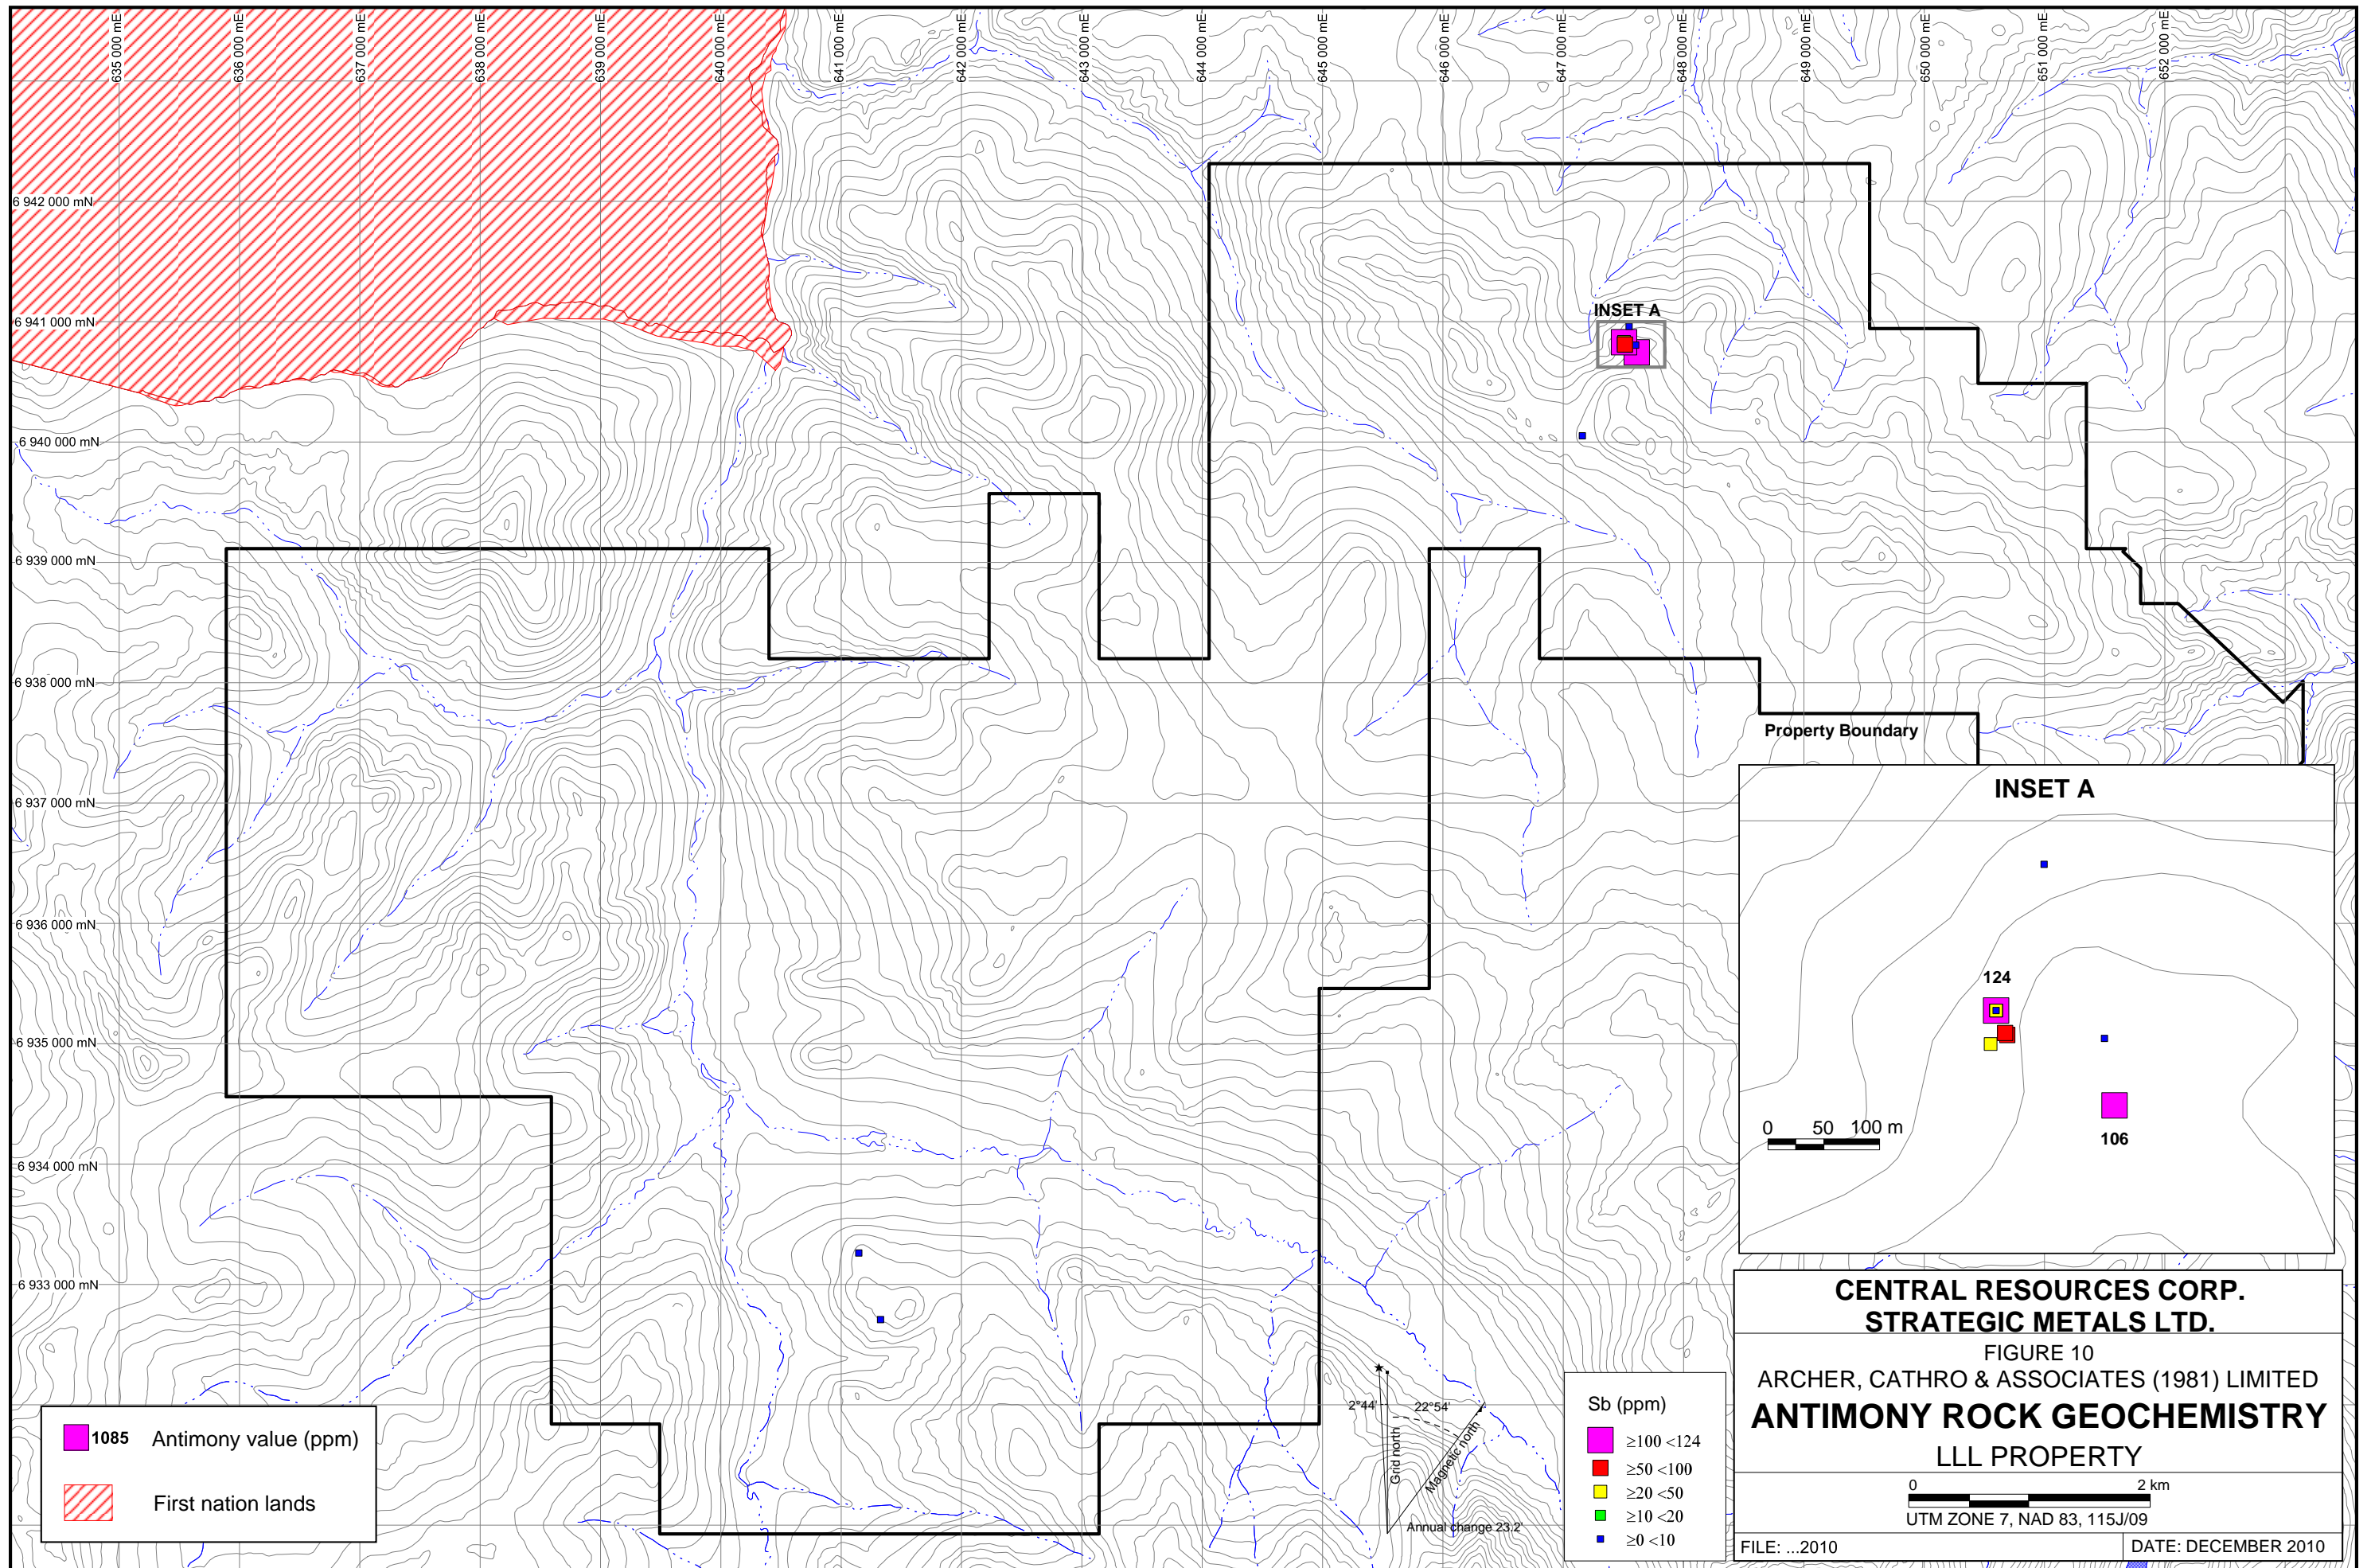 635 000 mE
636 000 mE
637 000 mE
638 000 mE
639 000 mE
640 000 mE
641 000 mE
642 000 mE
643 000 mE
644 000 mE
645 000 mE
646 000 mE
647 000 mE
648 000 mE
649 000 mE
650 000 mE
651 000 mE
652 000 mE
6 942 000 mN
6 941 000 mN
6 940 000 mN
6 939 000 mN
6 938 000 mN
6 937 000 mN
6 936 000 mN
6 935 000 mN
6 934 000 mN
6 933 000 mN
INSET A
Property Boundary
INSET A
124
106
0 50 100 m
1085 Antimony value (ppm)
First nation lands
2°44'
22°54'
Grid north
Magnetic north
Annual change 23.2'
Sb (ppm)
≥100 <124
≥50 <100
≥20 <50
≥10 <20
≥0 <10
CENTRAL RESOURCES CORP.
STRATEGIC METALS LTD.
FIGURE 10
ARCHER, CATHRO & ASSOCIATES (1981) LIMITED
ANTIMONY ROCK GEOCHEMISTRY
LLL PROPERTY
0 2 km
UTM ZONE 7, NAD 83, 115J/09
FILE: ...2010
DATE: DECEMBER 2010